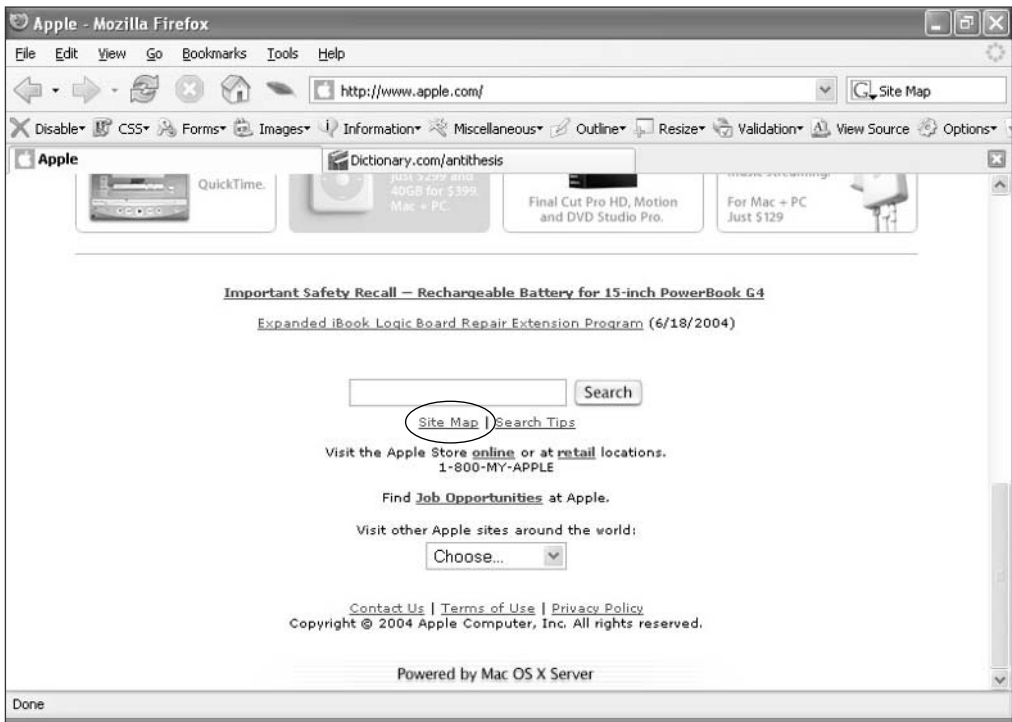 Apple - Mozilla Firefox
File Edit View Go Bookmarks Tools Help
http://www.apple.com/ G Site Map
Disable CSS Forms Images Information Miscellaneous Outline Resize Validation View Source Options
Apple Dictionary.com/antithesis
QuickTime.
just $299 and
40GB for $399.
Mac + PC.
Final Cut Pro HD, Motion
and DVD Studio Pro.
music streaming.
For Mac + PC
Just $129
Important Safety Recall — Rechargeable Battery for 15-inch PowerBook G4
Expanded iBook Logic Board Repair Extension Program (6/18/2004)
Search
Site Map | Search Tips
Visit the Apple Store online or at retail locations.
1-800-MY-APPLE
Find Job Opportunities at Apple.
Visit other Apple sites around the world:
Choose...
Contact Us | Terms of Use | Privacy Policy
Copyright © 2004 Apple Computer, Inc. All rights reserved.
Powered by Mac OS X Server
Done